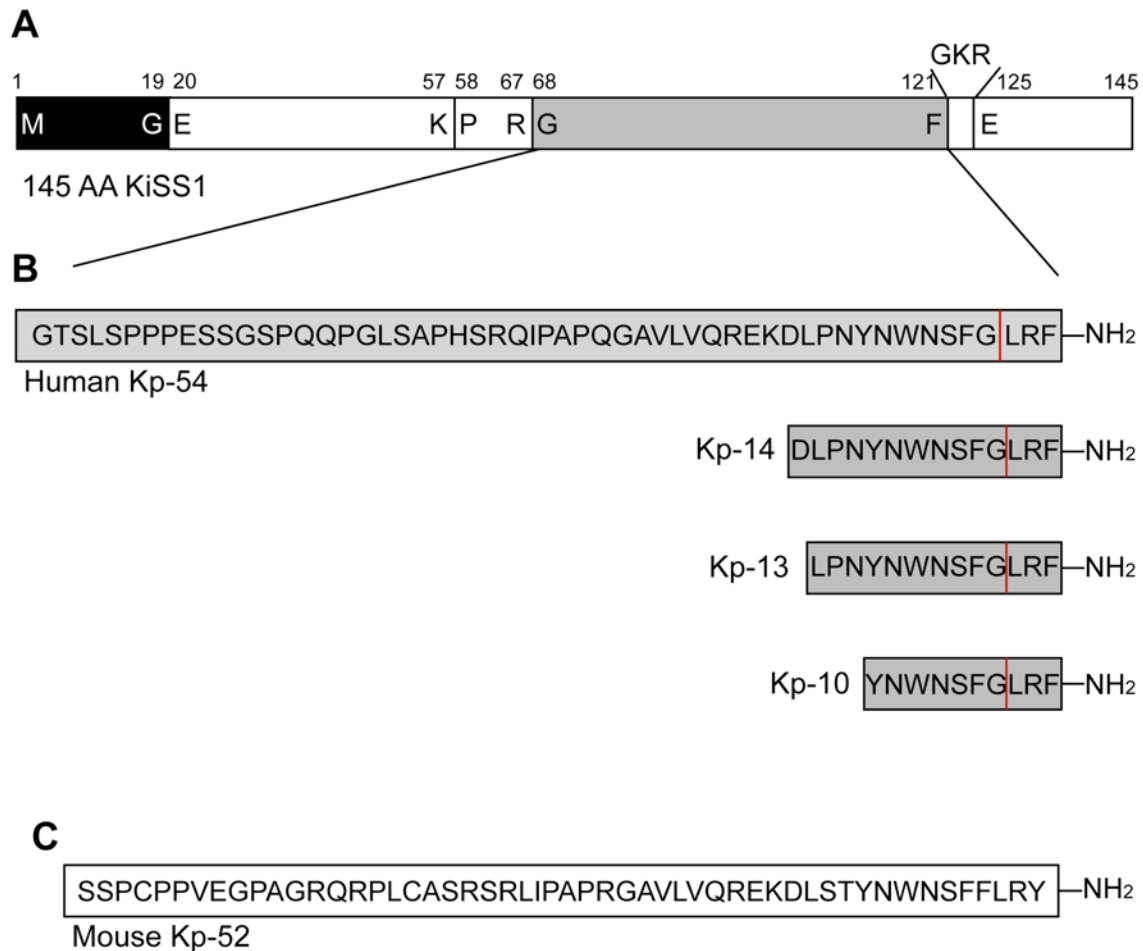 A
GKR
1 19 20 57 58 67 68 121 125 145
M G E K P R G F E
145 AA KiSS1
B
GTSLSPPPESSGSPQQPGLSAPHSRQIPAPQGAVLVQREKDLPNYNWNSFGLRF-NH2
Human Kp-54
Kp-14 DLPNYNWNSFGLRF-NH2
Kp-13 LPNYNWNSFGLRF-NH2
Kp-10 YNWNSFGLRF-NH2
C
SSPCPPVEGPAGRQRPLCASRSRLIPAPRGAVLVQREKDLSTYNWNSFFLRY-NH2
Mouse Kp-52